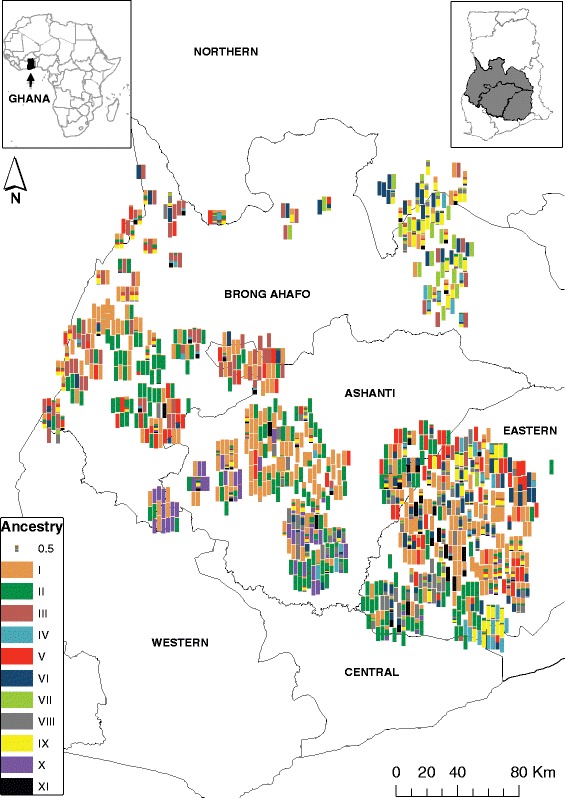 NORTHERN
GHANA
N
BRONG AHAFO
ASHANTI
EASTERN
Ancestry
0.5
I
II
III
IV
V
VI
VII
VIII
IX
X
XI
WESTERN
CENTRAL
0 20 40 80 Km